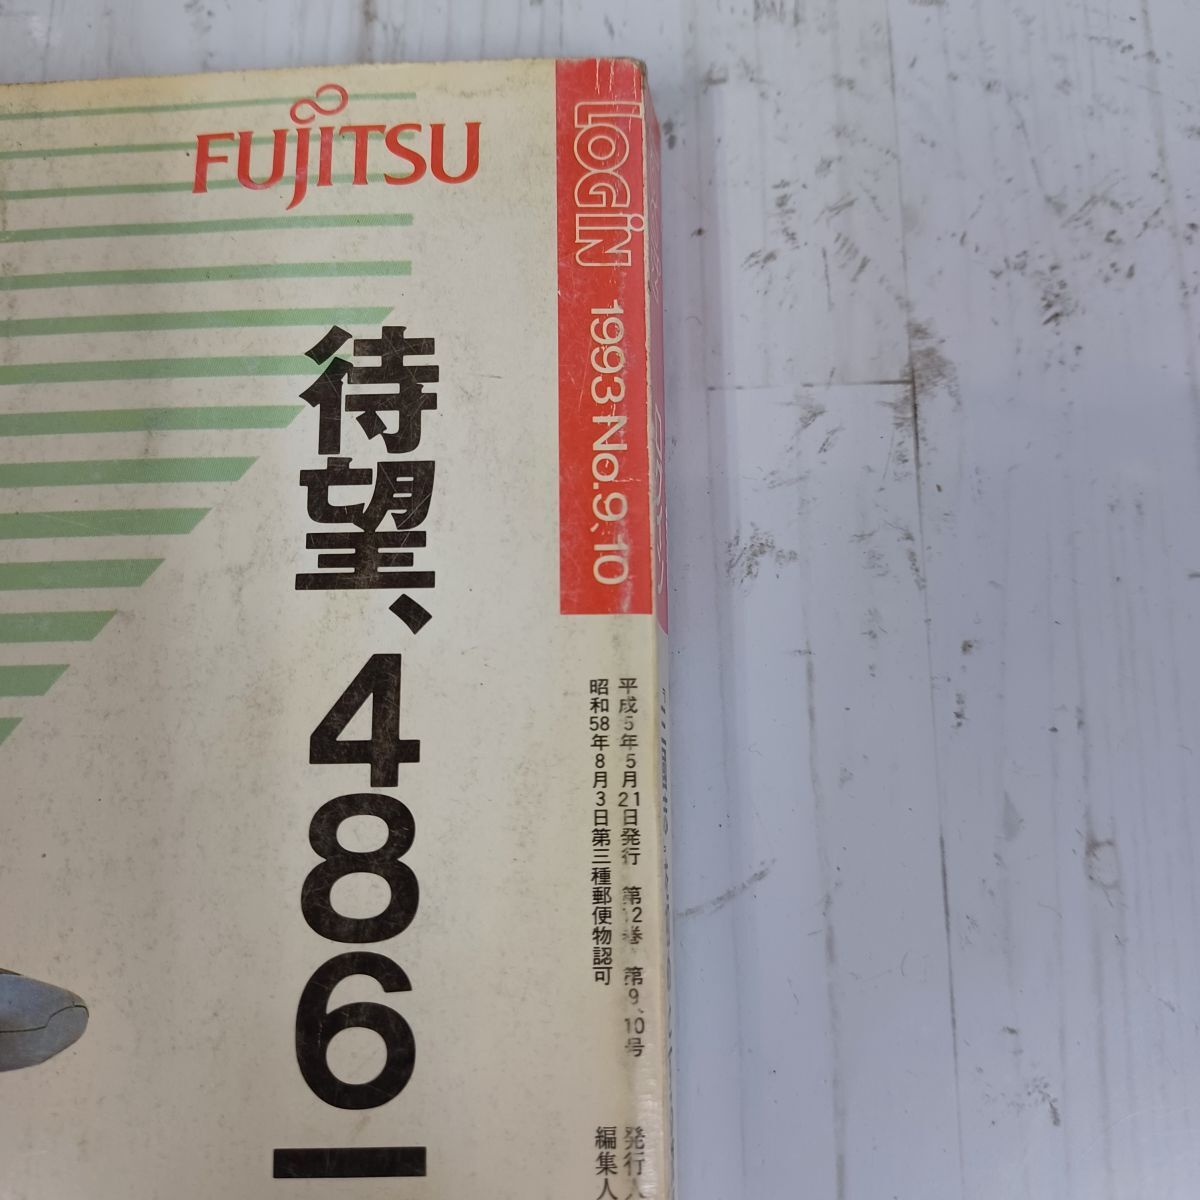 FUJITSU
待望、486
LOGiN 1993 No.9、10
平成5年5月21日発行 第12巻 第9、10号
昭和58年8月3日第三種郵便物認可
発行人
編集人